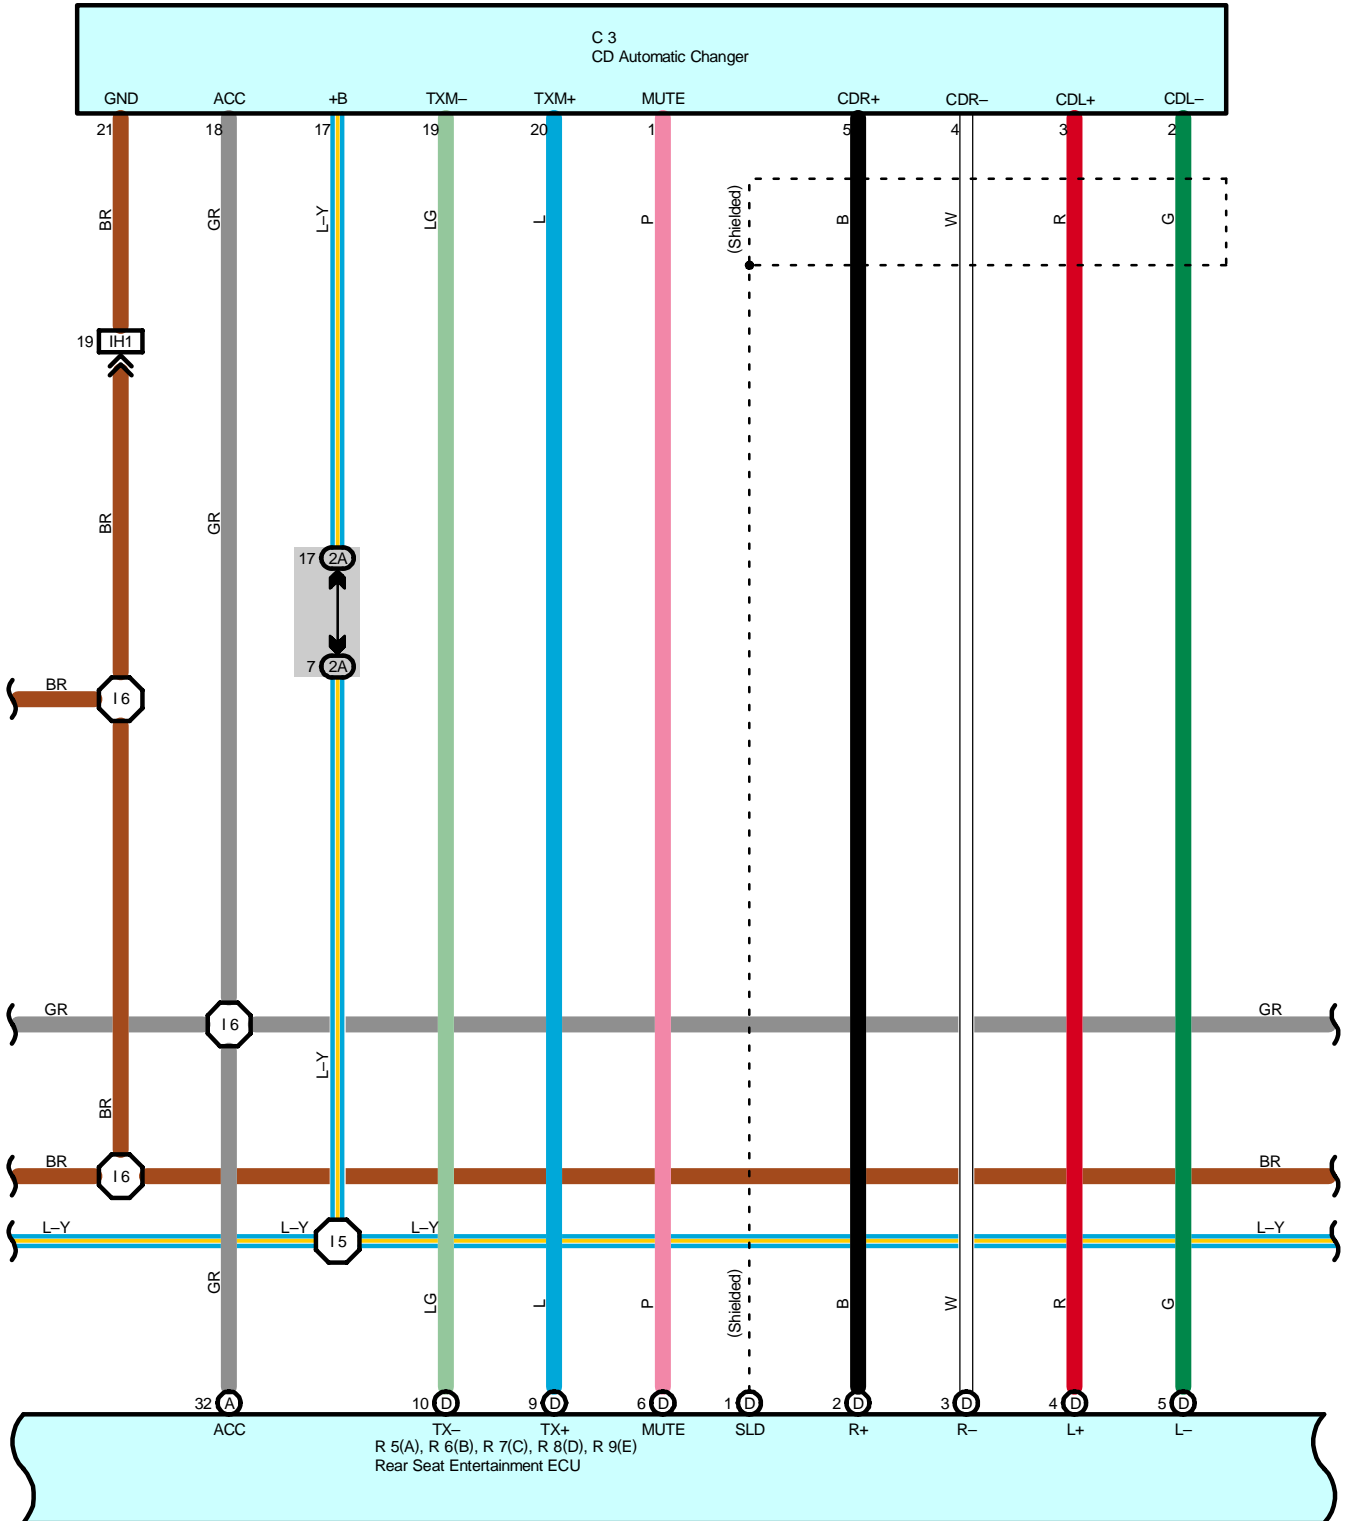 C 3
CD Automatic Changer
GND ACC +B TXM– TXM+ MUTE CDR+ CDR– CDL+ CDL–
21 18 17 19 20 1 5 4 3 2
BR GR L–Y LG L P (Shielded) B W R G
19 IH1
BR GR
17 2A
7 2A
BR I 6
GR I 6 GR
L–Y
BR
BR I 6 BR
L–Y L–Y I 5 L–Y L–Y
GR LG L P (Shielded) B W R G
32 A 10 D 9 D 6 D 1 D 2 D 3 D 4 D 5 D
ACC TX– TX+ MUTE SLD R+ R– L+ L–
R 5(A), R 6(B), R 7(C), R 8(D), R 9(E)
Rear Seat Entertainment ECU